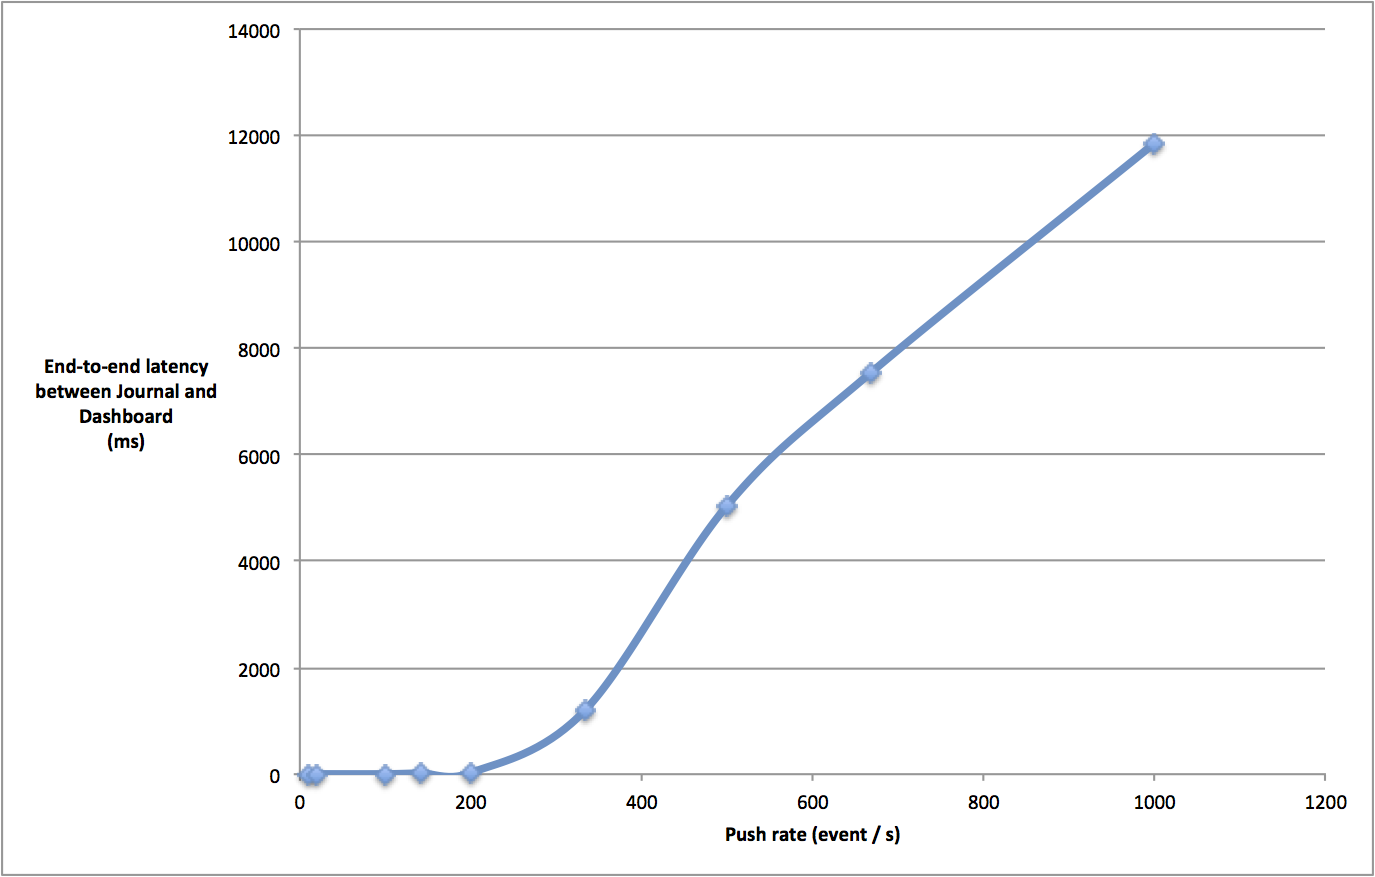 14000
12000
10000
8000
6000
4000
2000
0
End-to-end latency
between Journal and
Dashboard
(ms)
0 200 400 600 800 1000 1200
Push rate (event / s)